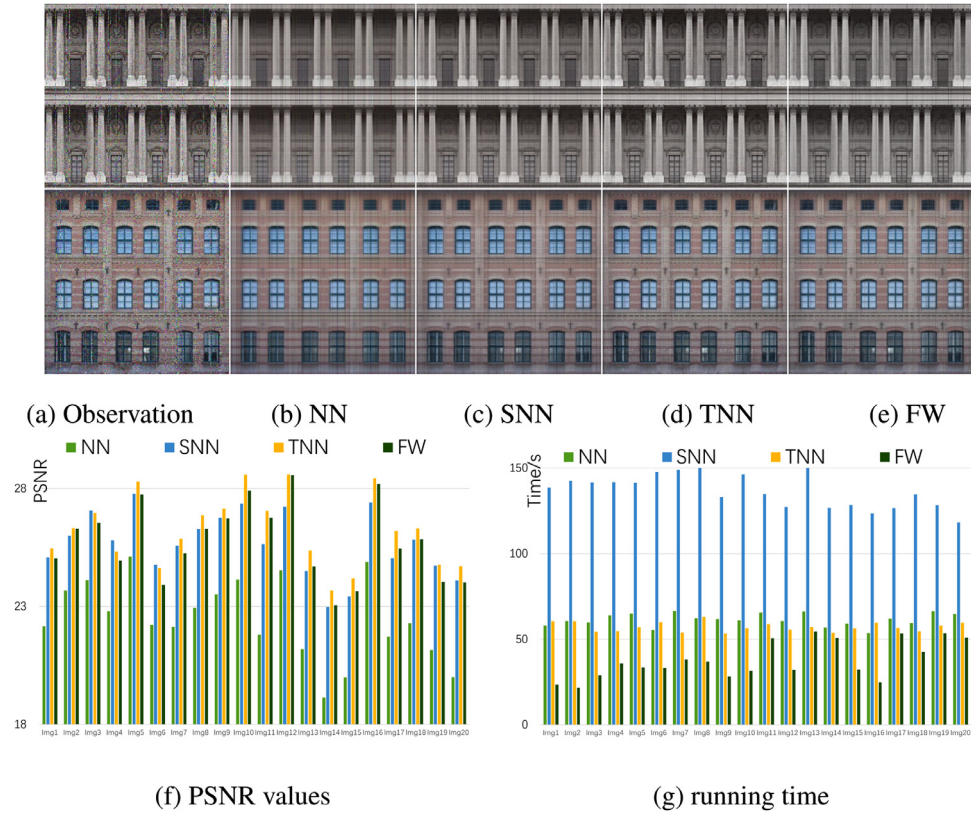 (a) Observation (b) NN (c) SNN (d) TNN (e) FW
NN SNN TNN FW
PSNR
28
23
18
Img1 Img2 Img3 Img4 Img5 Img6 Img7 Img8 Img9 Img10 Img11 Img12 Img13 Img14 Img15 Img16 Img17 Img18 Img19 Img20
(f) PSNR values
NN SNN TNN FW
Time/s
150
100
50
0
Img1 Img2 Img3 Img4 Img5 Img6 Img7 Img8 Img9 Img10 Img11 Img12 Img13 Img14 Img15 Img16 Img17 Img18 Img19 Img20
(g) running time